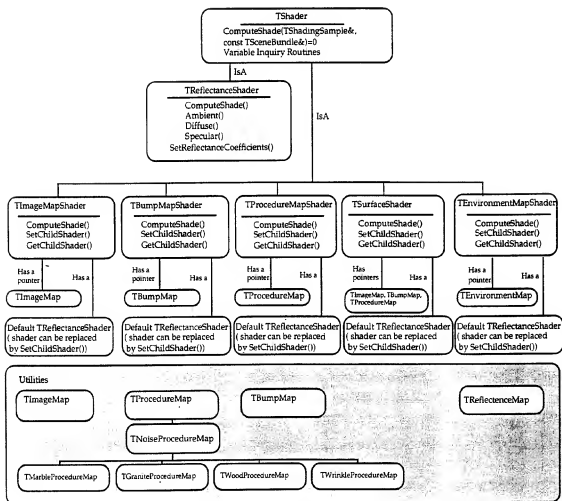 TShader
ComputeShade(TShadingSample&,
const TSceneBundle&)=0
Variable Inquiry Routines
IsA
IsA
TReflectanceShader
ComputeShade()
Ambient()
Diffuse()
Specular()
SetReflectanceCoefficients()
TImageMapShader
ComputeShade()
SetChildShader()
GetChildShader()
TBumpMapShader
ComputeShade()
SetChildShader()
GetChildShader()
TProcedureMapShader
ComputeShade()
SetChildShader()
GetChildShader()
TSurfaceShader
ComputeShade()
SetChildShader()
GetChildShader()
TEnvironmentMapShader
ComputeShade()
SetChildShader()
GetChildShader()
Has a
pointer
Has a
Has a
pointer
Has a
Has a
pointer
Has a
Has
pointers
Has a
Has a
pointer
Has a
TImageMap
TBumpMap
TProcedureMap
TImageMap, TBumpMap,
TProcedureMap
TEnvironmentMap
Default TReflectanceShader
( shader can be replaced
by SetChildShader())
Default TReflectanceShader
( shader can be replaced
by SetChildShader())
Default TReflectanceShader
( shader can be replaced
by SetChildShader())
Default TReflectanceShader
( shader can be replaced
by SetChildShader())
Default TReflectanceShader
( shader can be replaced
by SetChildShader())
Utilities
TImageMap
TProcedureMap
TBumpMap
TReflectenceMap
TNoiseProcedureMap
TMarbleProcedureMap
TGraniteProcedureMap
TWoodProcedureMap
TWrinkleProcedureMap